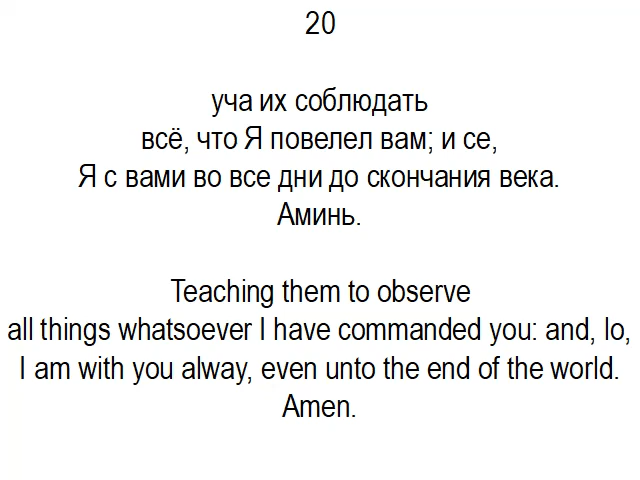 20
уча их соблюдать
всё, что Я повелел вам; и се,
Я с вами во все дни до скончания века.
Аминь.
Teaching them to observe
all things whatsoever I have commanded you: and, lo,
I am with you alway, even unto the end of the world.
Amen.